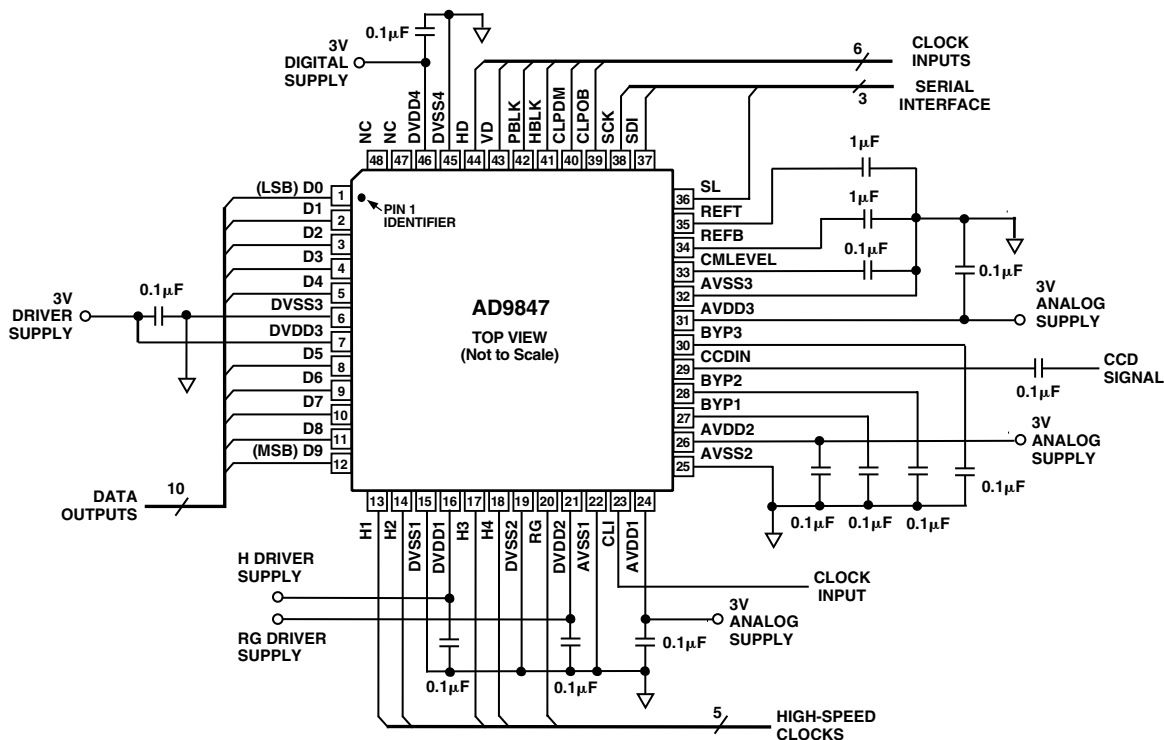 0.1µF
3V
DIGITAL
SUPPLY
6
CLOCK
INPUTS
3
SERIAL
INTERFACE
NC
NC
DVDD4
DVSS4
HD
VD
PBLK
HBLK
CLPDM
CLPOB
SCK
SDI
48 47 46 45 44 43 42 41 40 39 38 37
(LSB) D0 1
D1 2
D2 3
D3 4
D4 5
DVSS3 6
DVDD3 7
D5 8
D6 9
D7 10
D8 11
(MSB) D9 12
3V
DRIVER
SUPPLY
0.1µF
10
DATA
OUTPUTS
PIN 1
IDENTIFIER
AD9847
TOP VIEW
(Not to Scale)
36 SL
35 REFT
34 REFB
33 CMLEVEL
32 AVSS3
31 AVDD3
30 BYP3
29 CCDIN
28 BYP2
27 BYP1
26 AVDD2
25 AVSS2
1µF
1µF
0.1µF
0.1µF
3V
ANALOG
SUPPLY
CCD
SIGNAL
0.1µF
3V
ANALOG
SUPPLY
0.1µF
0.1µF
0.1µF
0.1µF
13 14 15 16 17 18 19 20 21 22 23 24
H1
H2
DVSS1
DVDD1
H3
H4
DVSS2
RG
DVDD2
AVSS1
CLI
AVDD1
H DRIVER
SUPPLY
RG DRIVER
SUPPLY
CLOCK
INPUT
3V
ANALOG
SUPPLY
0.1µF
0.1µF
0.1µF
5
HIGH-SPEED
CLOCKS